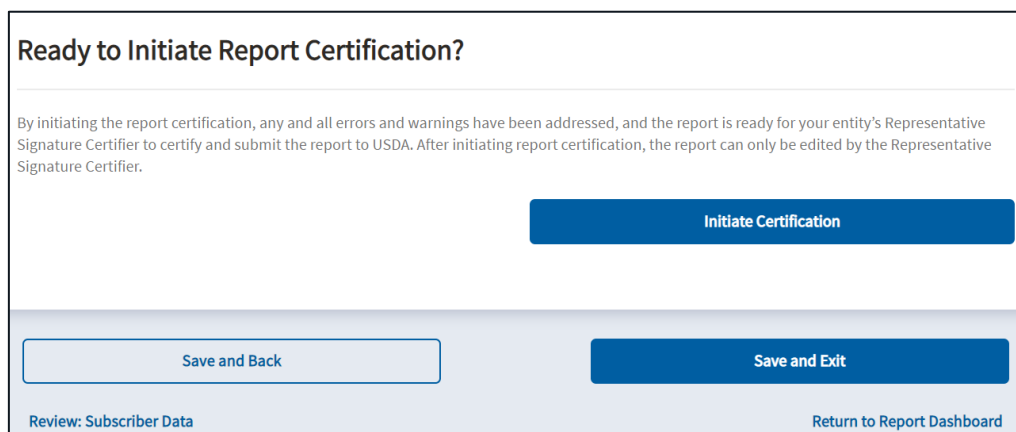 Ready to Initiate Report Certification?
By initiating the report certification, any and all errors and warnings have been addressed, and the report is ready for your entity's Representative
Signature Certifier to certify and submit the report to USDA. After initiating report certification, the report can only be edited by the Representative
Signature Certifier.
Initiate Certification
Save and Back
Save and Exit
Review: Subscriber Data
Return to Report Dashboard